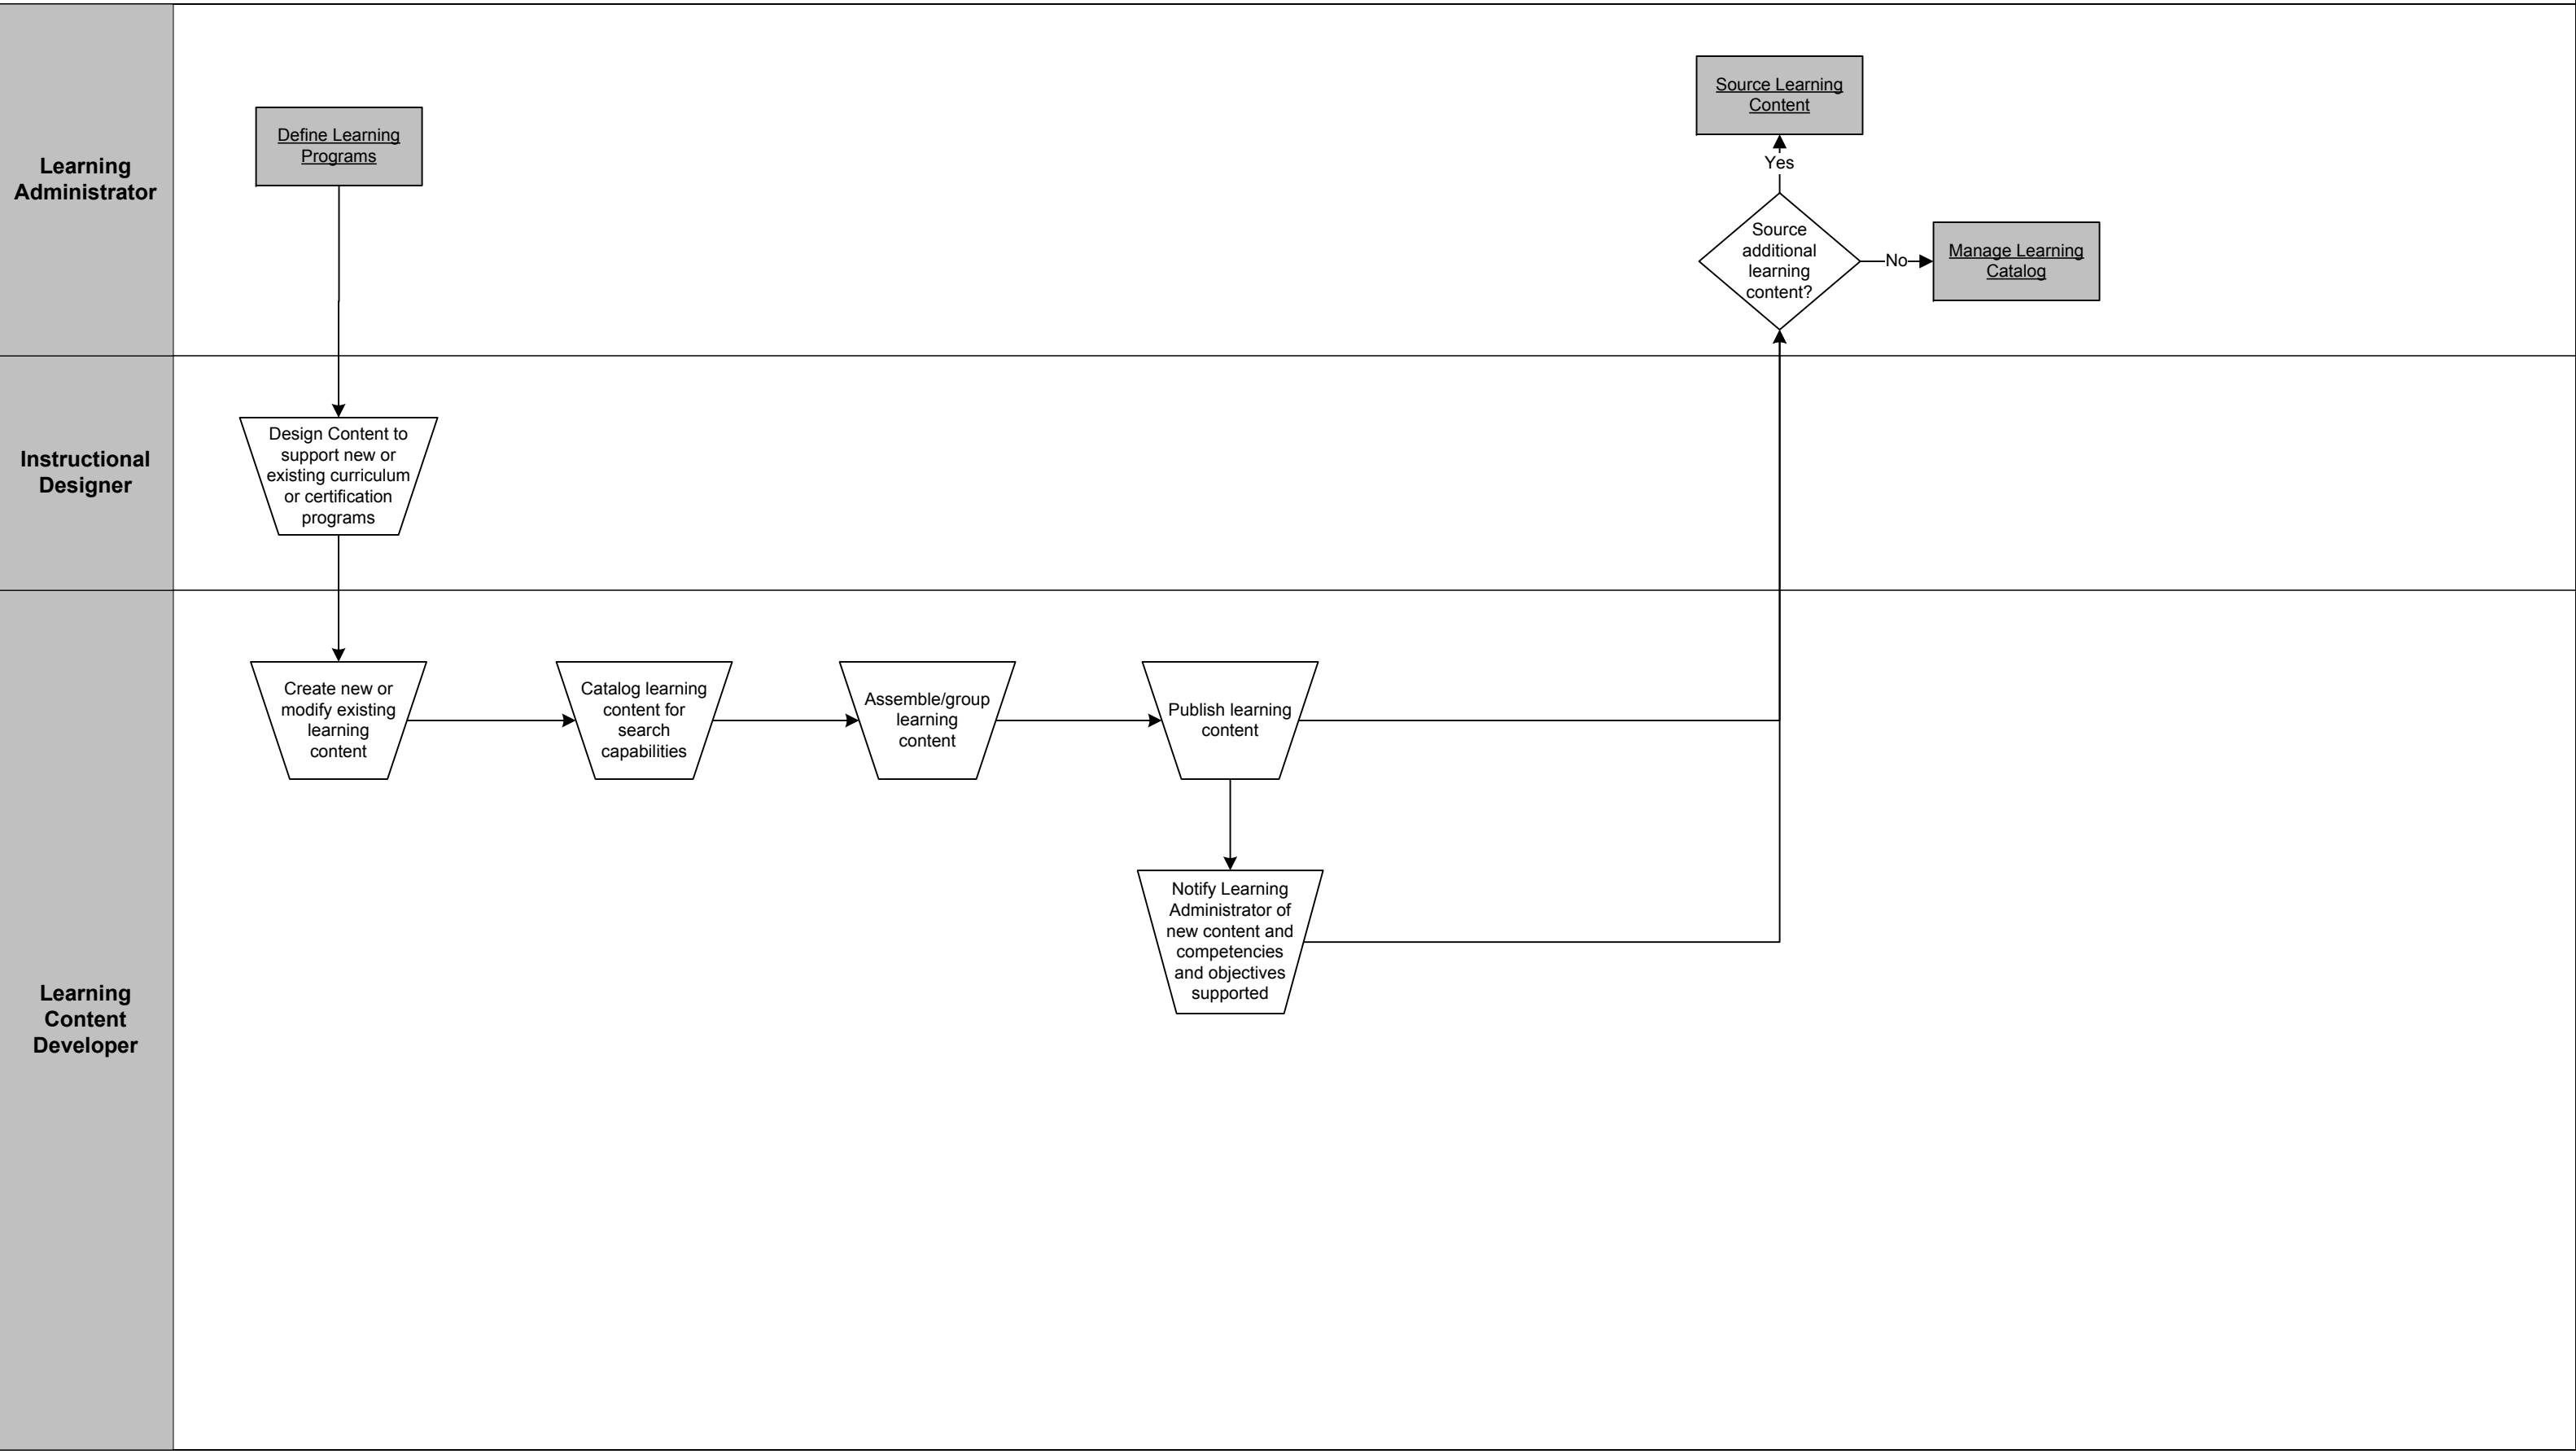 Learning
Administrator
Define Learning
Programs
Source Learning
Content
Yes
Source
additional
learning
content?
No
Manage Learning
Catalog
Instructional
Designer
Design Content to
support new or
existing curriculum
or certification
programs
Learning
Content
Developer
Create new or
modify existing
learning
content
Catalog learning
content for
search
capabilities
Assemble/group
learning
content
Publish learning
content
Notify Learning
Administrator of
new content and
competencies
and objectives
supported